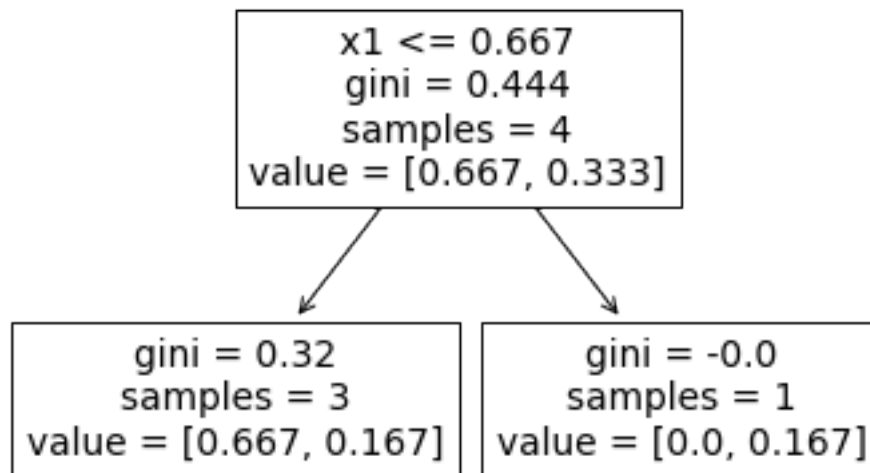 x1 <= 0.667
gini = 0.444
samples = 4
value = [0.667, 0.333]
gini = 0.32
samples = 3
value = [0.667, 0.167]
gini = -0.0
samples = 1
value = [0.0, 0.167]